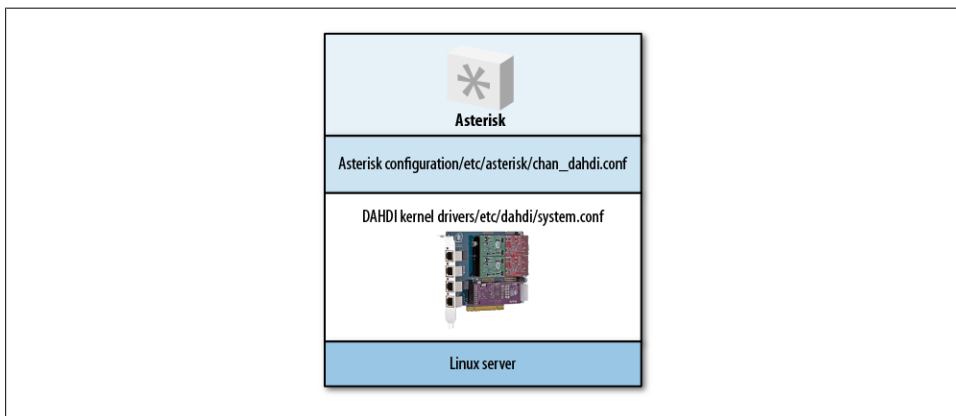 Asterisk
Asterisk configuration/etc/asterisk/chan_dahdi.conf
DAHDI kernel drivers/etc/dahdi/system.conf
Linux server